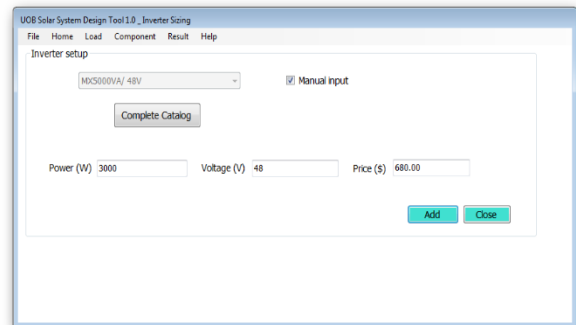 UOB Solar System Design Tool 1.0 _ Inverter Sizing
File Home Load Component Result Help
Inverter setup
MX5000VA/ 48V Manual input
Complete Catalog
Power (W) 3000 Voltage (V) 48 Price ($) 680.00
Add Close